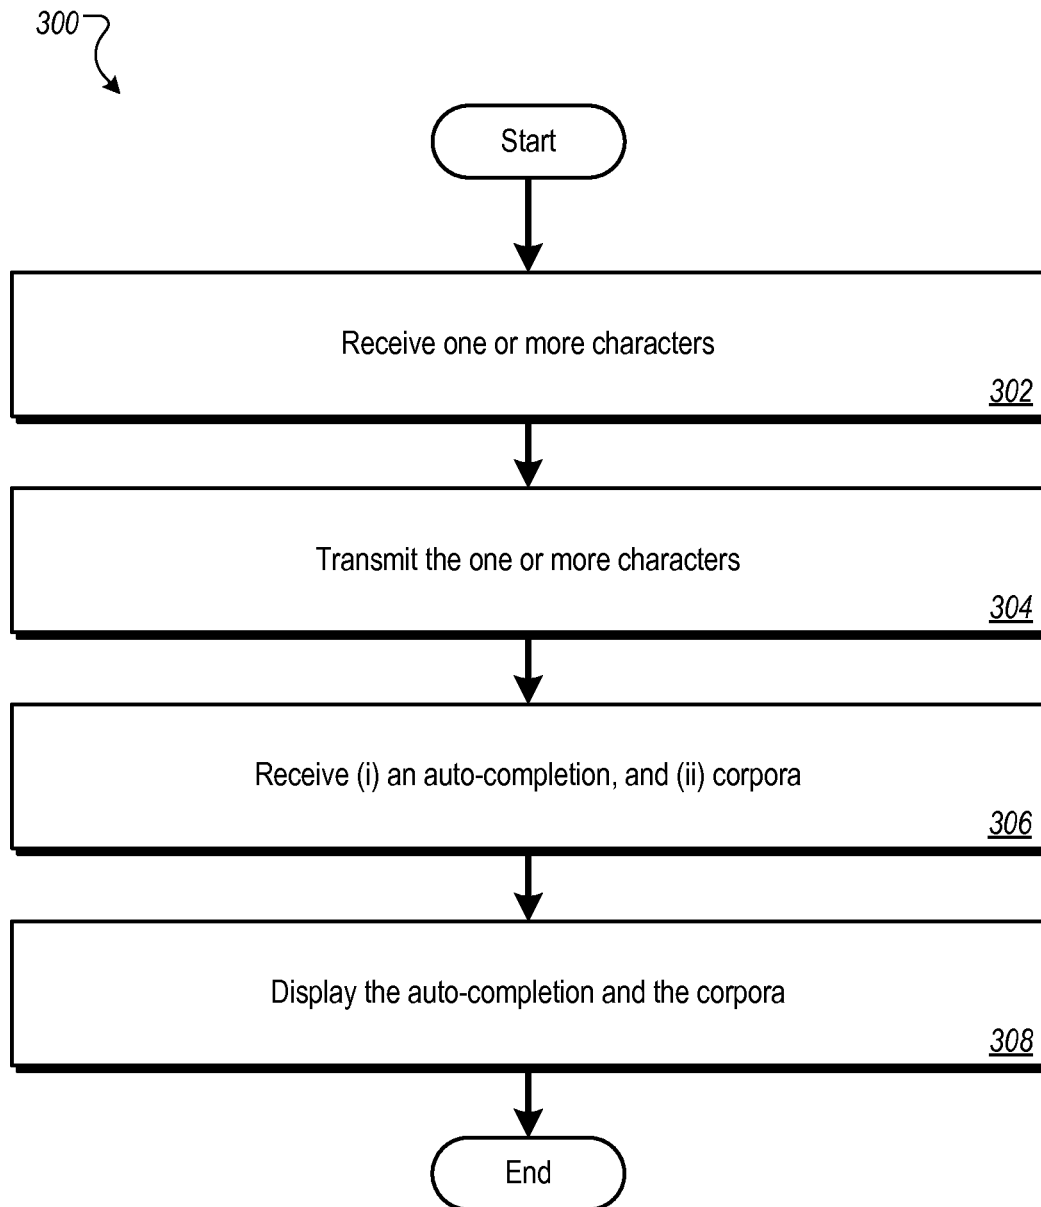 300
Start
Receive one or more characters
302
Transmit the one or more characters
304
Receive (i) an auto-completion, and (ii) corpora
306
Display the auto-completion and the corpora
308
End